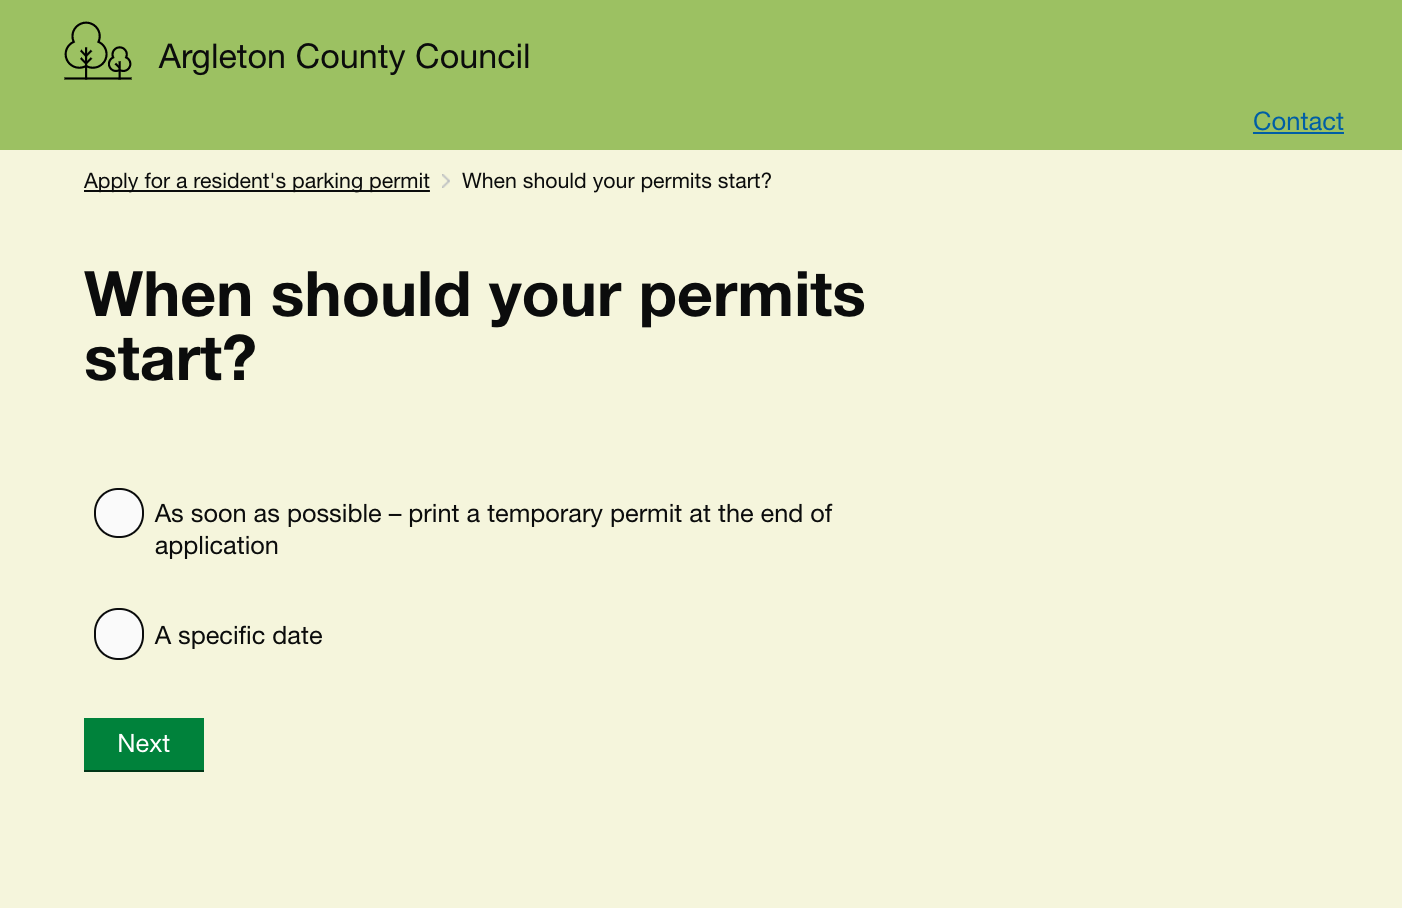 Argleton County Council
Contact
Apply for a resident's parking permit
When should your permits start?
When should your permits
start?
As soon as possible – print a temporary permit at the end of
application
A specific date
Next